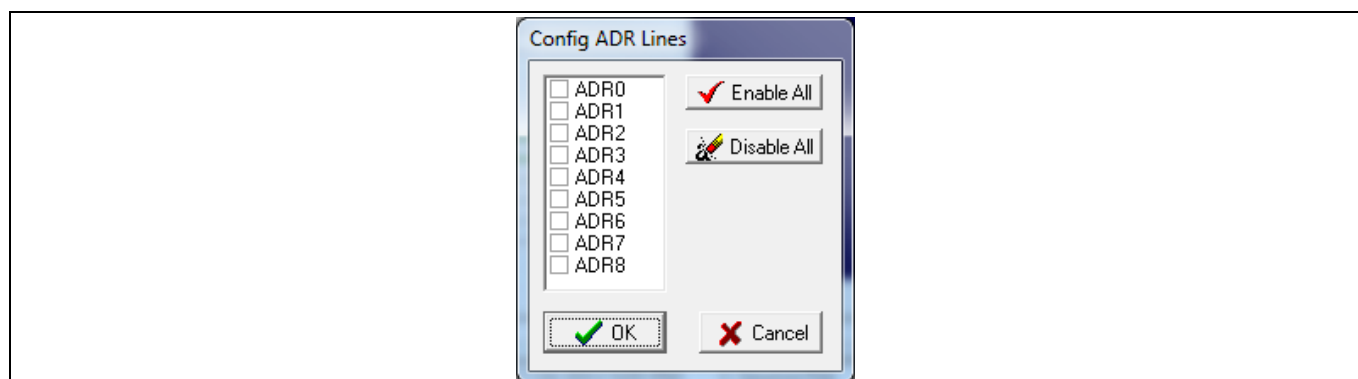 Config ADR Lines
ADR0
ADR1
ADR2
ADR3
ADR4
ADR5
ADR6
ADR7
ADR8
Enable All
Disable All
OK
Cancel